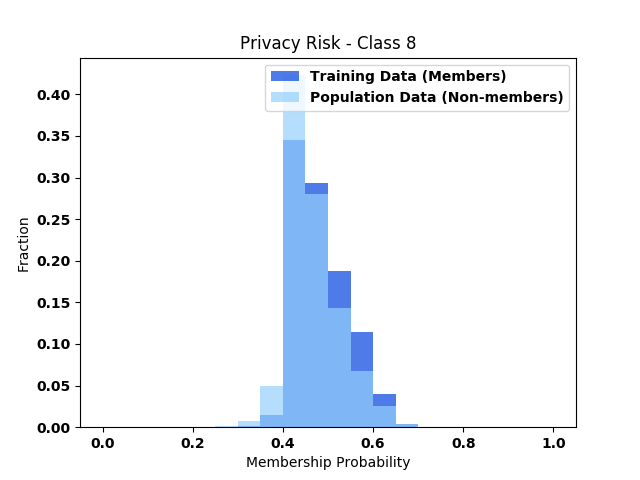 Privacy Risk - Class 8
Training Data (Members)
Population Data (Non-members)
0.40
0.35
0.30
0.25
0.20
0.15
0.10
0.05
0.00
Fraction
0.0 0.2 0.4 0.6 0.8 1.0
Membership Probability